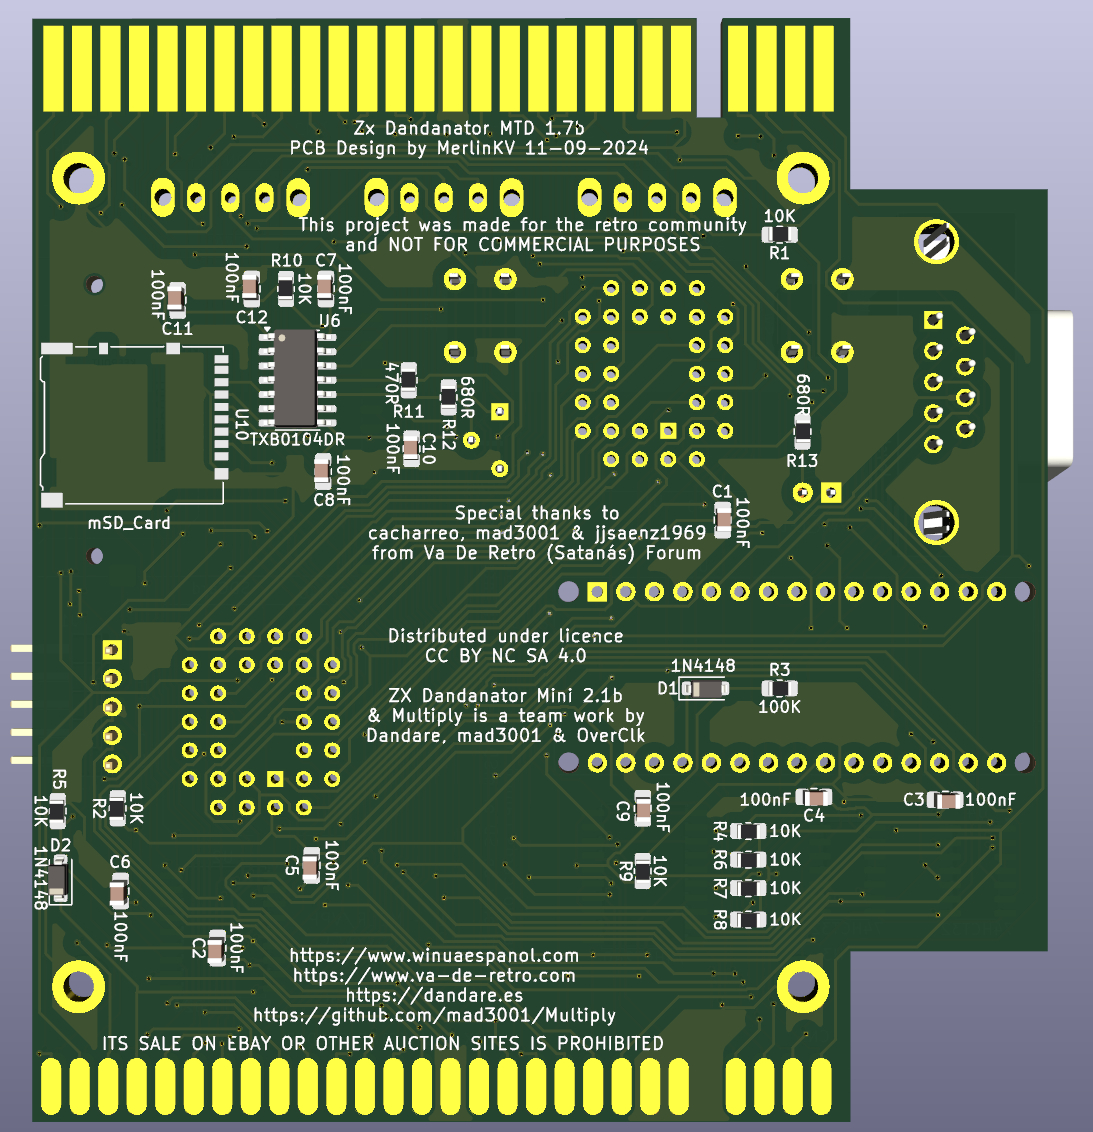 Zx Dandanator MTD 1.7b
PCB Design by MerlinKV 11-09-2024
This project was made for the retro community
and NOT FOR COMMERCIAL PURPOSES
10K
R1
100nF
C11
100nF
C12
R10
10K
C7
100nF
U6
TXB0104DR
U10
mSD_Card
C8
100nF
470R
R11
680R
R12
100nF
C10
680R
R13
C1
100nF
Special thanks to
cacharreo, mad3001 & jjsaenz1969
from Va De Retro (Satanás) Forum
Distributed under licence
CC BY NC SA 4.0
ZX Dandanator Mini 2.1b
& Multiply is a team work by
Dandare, mad3001 & OverClk
1N4148
D1
R3
100K
R5
10K
R2
10K
D2
1N4148
C6
100nF
C5
100nF
C2
100nF
C9
100nF
R9
10K
100nF
C4
C3
100nF
R4
10K
R6
10K
R7
10K
R8
10K
https://www.winuaespanol.com
https://www.va-de-retro.com
https://dandare.es
https://github.com/mad3001/Multiply
ITS SALE ON EBAY OR OTHER AUCTION SITES IS PROHIBITED